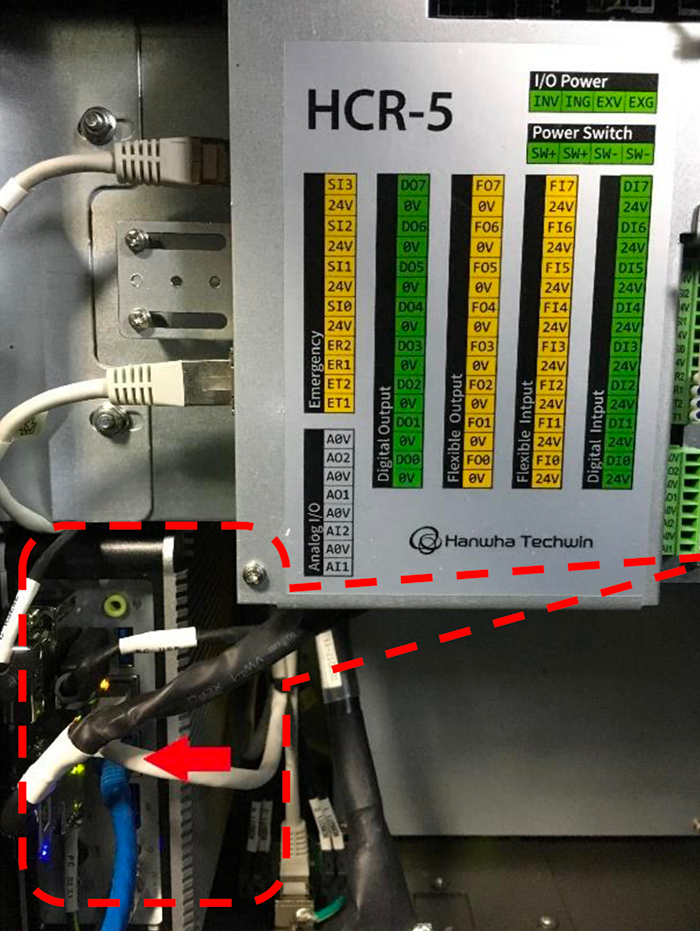 HCR-5
I/O Power
INV ING EXV EXG
Power Switch
SW+ SW+ SW- SW-
Emergency
SI3
24V
SI2
24V
SI1
24V
SI0
24V
ER2
ER1
ET2
ET1
Analog I/O
A0V
AO2
A0V
AO1
A0V
AI2
A0V
AI1
Digital Output
DO7
0V
DO6
0V
DO5
0V
DO4
0V
DO3
0V
DO2
0V
DO1
0V
DO0
0V
Flexible Output
FO7
0V
FO6
0V
FO5
0V
FO4
0V
FO3
0V
FO2
0V
FO1
0V
FO0
0V
Flexible Intput
FI7
24V
FI6
24V
FI5
24V
FI4
24V
FI3
24V
FI2
24V
FI1
24V
FI0
24V
Digital Intput
DI7
24V
DI6
24V
DI5
24V
DI4
24V
DI3
24V
DI2
24V
DI1
24V
DI0
24V
Hanwha Techwin